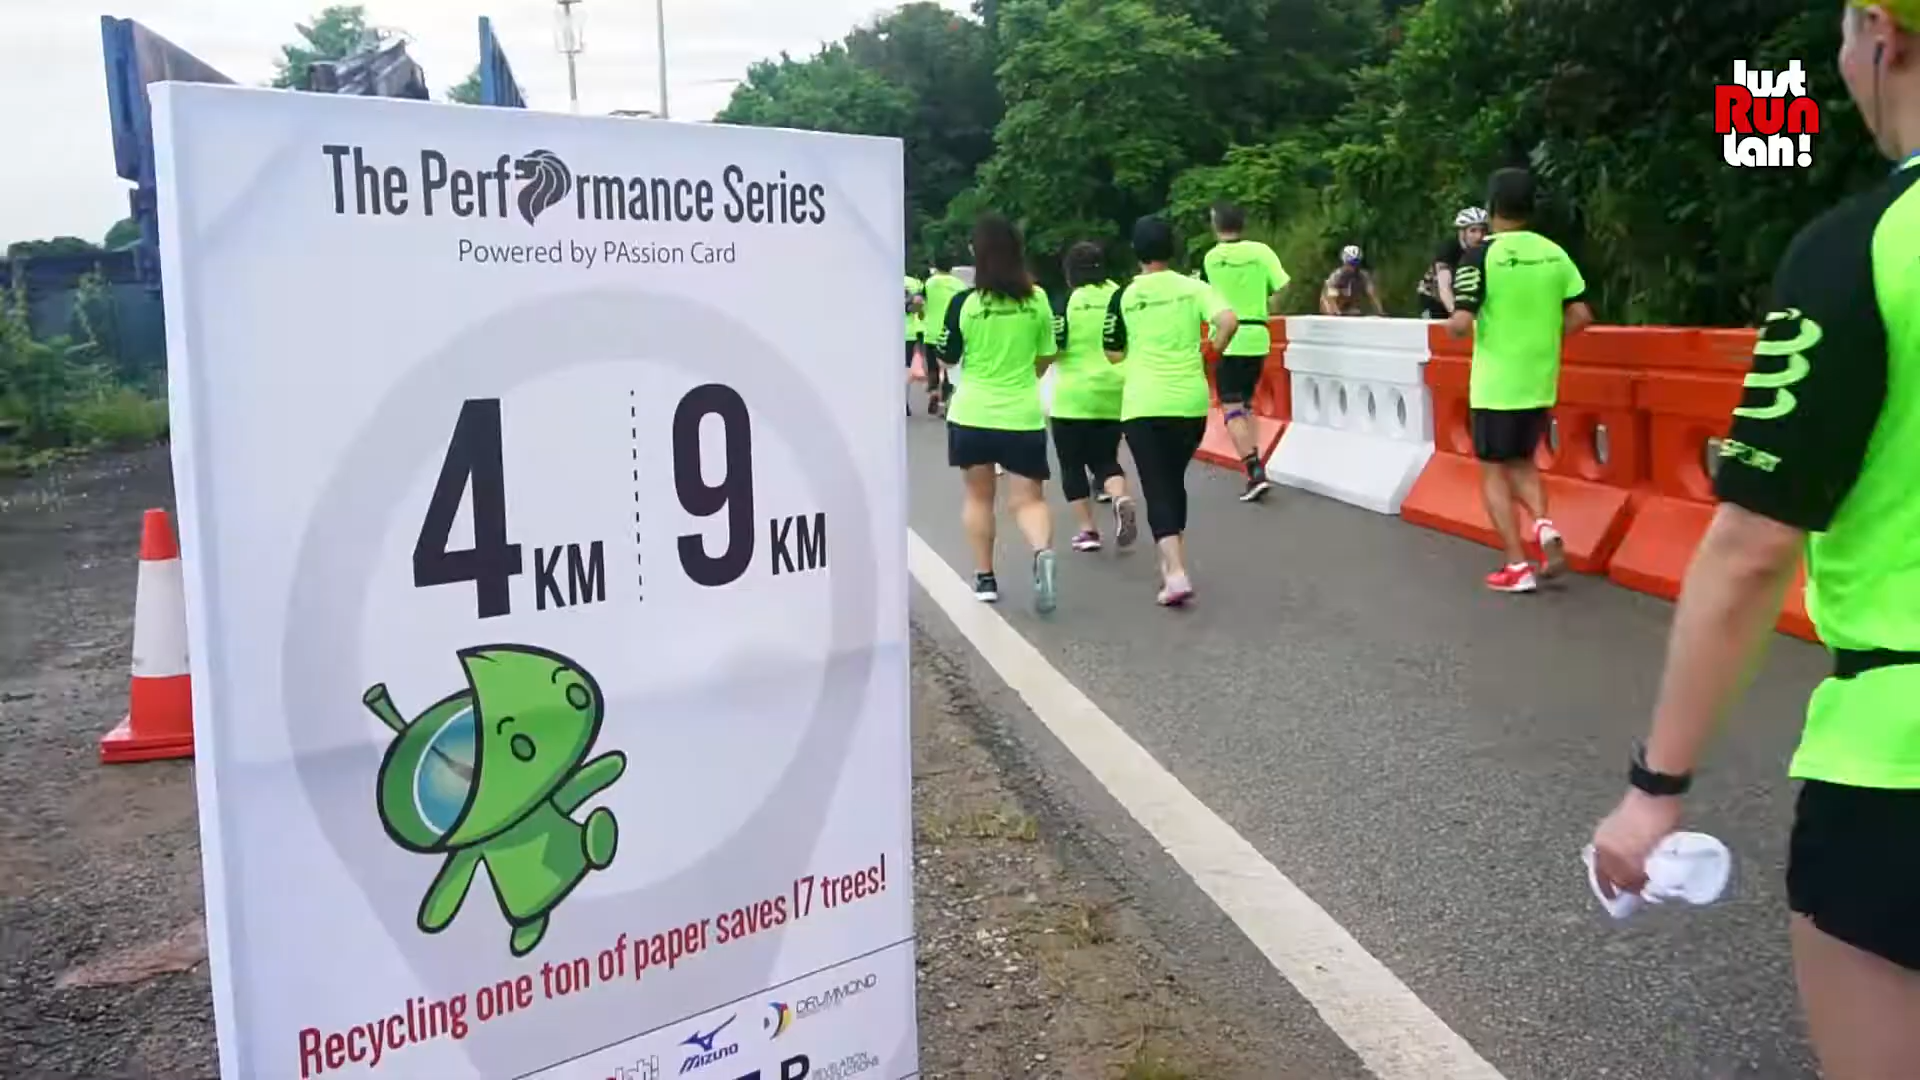 The Performance Series
Powered by PAssion Card
4 KM
9 KM
Recycling one ton of paper saves 17 trees!
MIZUNO
DRUMMOND
Just
Run
Lah!